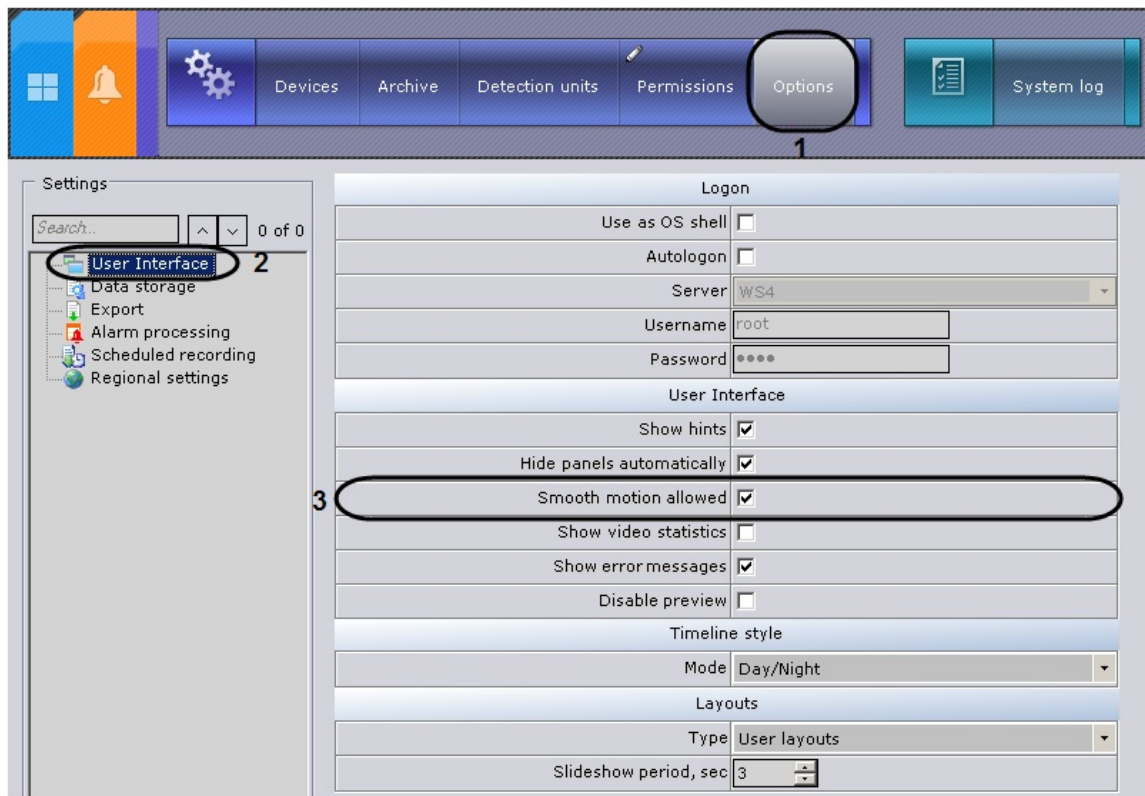 Devices Archive Detection units Permissions Options System log
1
Settings
Search... 0 of 0
User Interface 2
Data storage
Export
Alarm processing
Scheduled recording
Regional settings
Logon
Use as OS shell
Autologon
Server WS4
Username root
Password ••••
User Interface
Show hints
Hide panels automatically
3 Smooth motion allowed
Show video statistics
Show error messages
Disable preview
Timeline style
Mode Day/Night
Layouts
Type User layouts
Slideshow period, sec 3